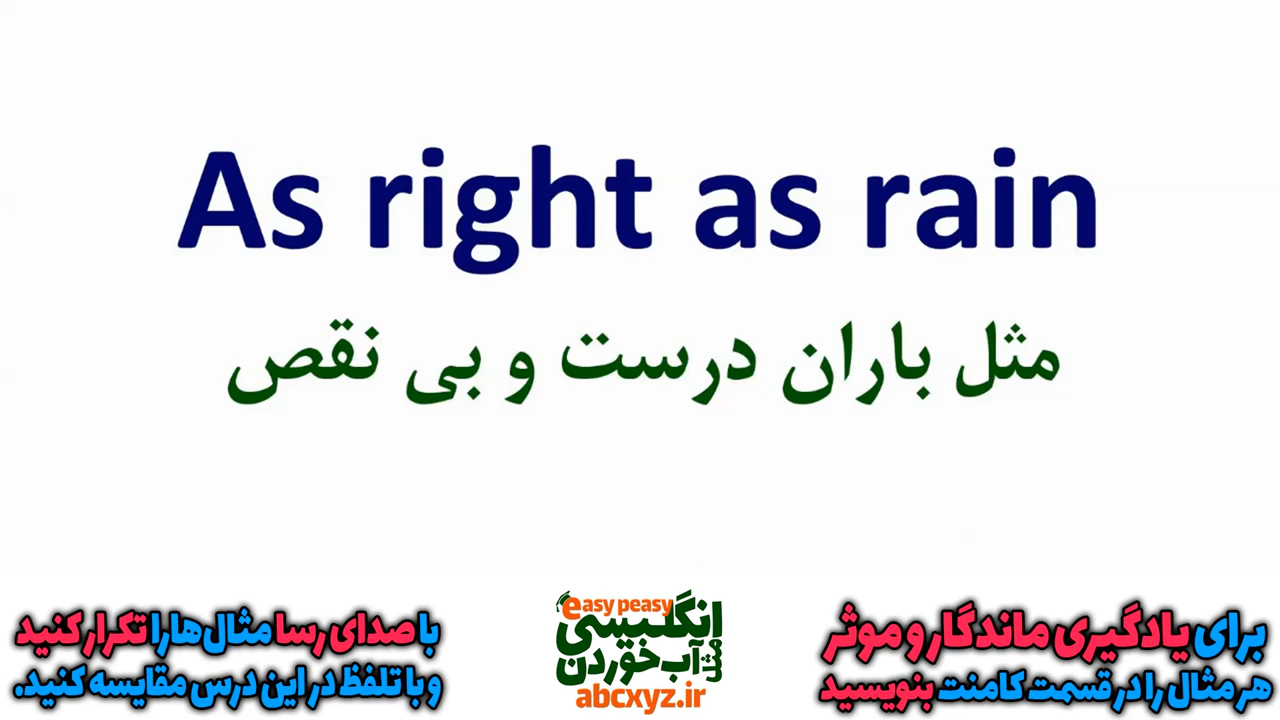 As right as rain
مثل باران درست و بی نقص
برای یادگیری ماندگار و موثر
هر مثال را در قسمت کامنت بنویسید
easy peasy
انگلیسی
مثل آب خوردن
abcxyz.ir
با صدای رسا مثال‌ها را تکرار کنید
و با تلفظ در این درس مقایسه کنید.